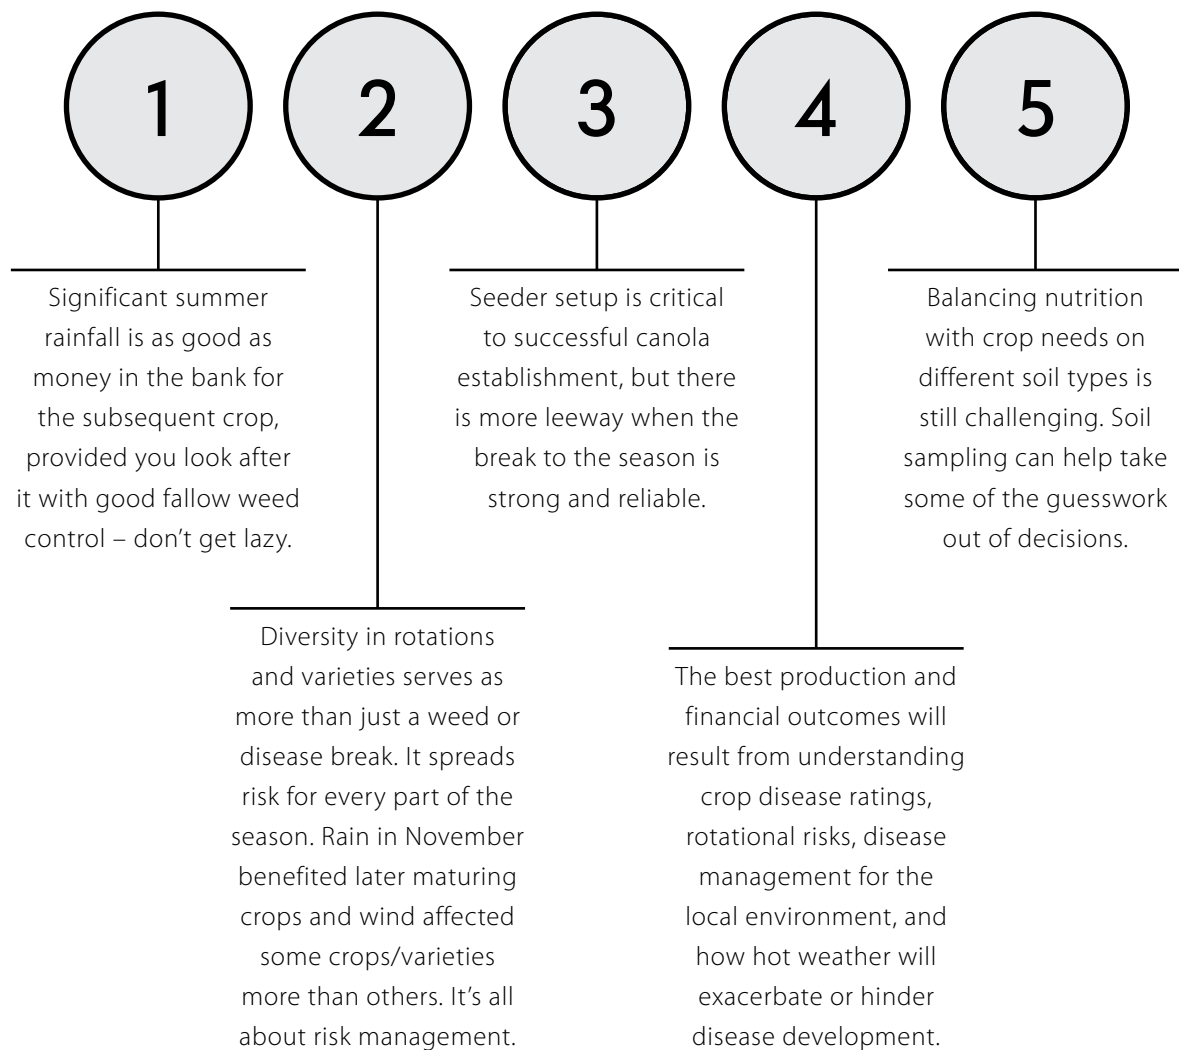 1
Significant summer
rainfall is as good as
money in the bank for
the subsequent crop,
provided you look after
it with good fallow weed
control – don't get lazy.
2
Diversity in rotations
and varieties serves as
more than just a weed or
disease break. It spreads
risk for every part of the
season. Rain in November
benefited later maturing
crops and wind affected
some crops/varieties
more than others. It's all
about risk management.
3
Seeder setup is critical
to successful canola
establishment, but there
is more leeway when the
break to the season is
strong and reliable.
4
The best production and
financial outcomes will
result from understanding
crop disease ratings,
rotational risks, disease
management for the
local environment, and
how hot weather will
exacerbate or hinder
disease development.
5
Balancing nutrition
with crop needs on
different soil types is
still challenging. Soil
sampling can help take
some of the guesswork
out of decisions.